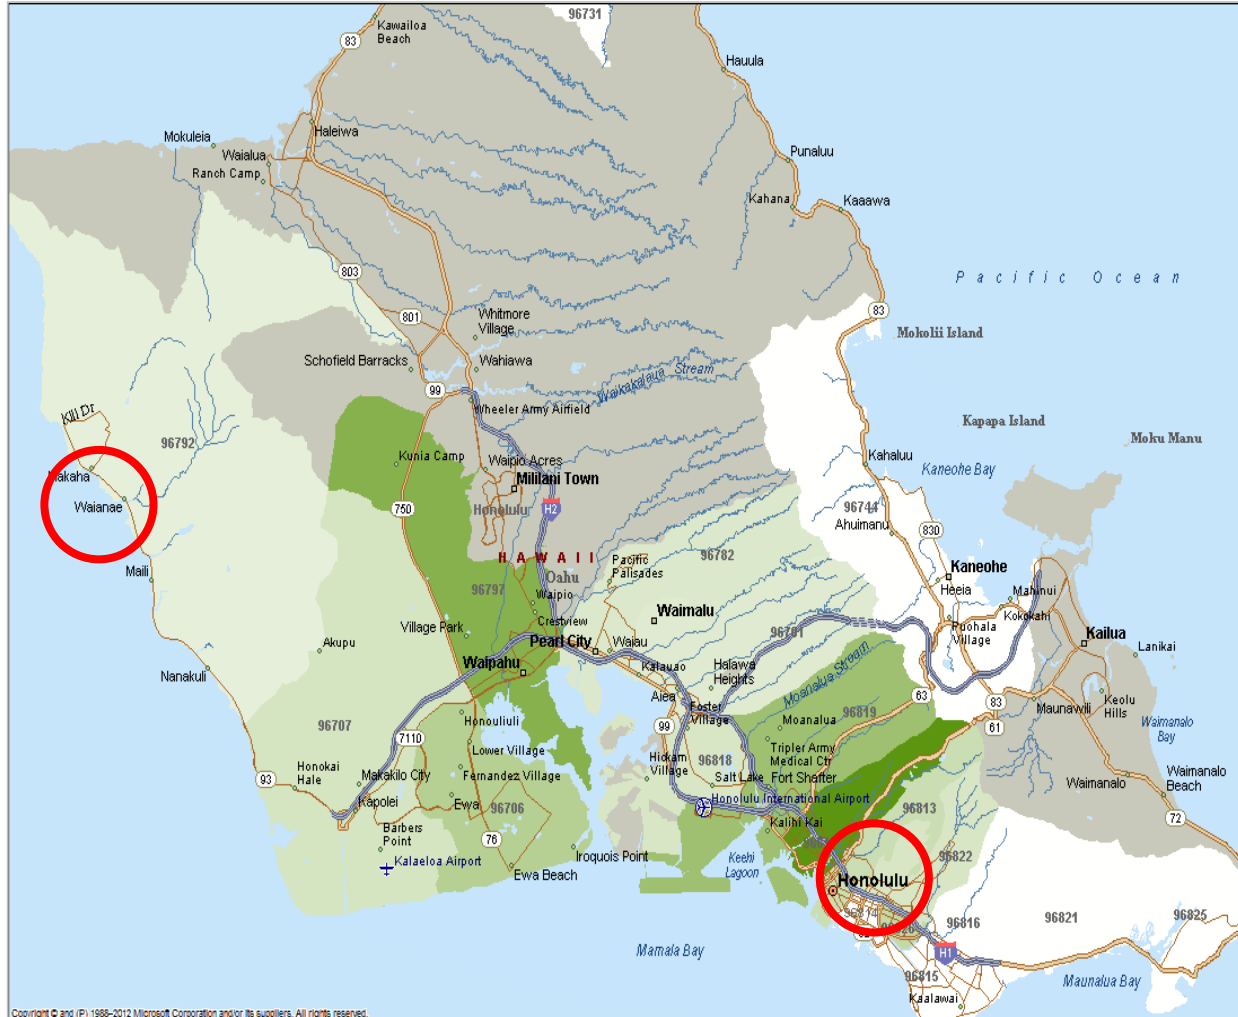 96731
Kawailoa
Beach
83
Hauula
Haleiwa
Mokuleia
Waialua
Ranch Camp
Punaluu
Kahana
Kaaawa
Pacific Ocean
803
83
801
Whitmore
Village
Mokolii Island
Schofield Barracks
Wahiawa
Waikakalaua Stream
99
Wheeler Army Airfield
Kili Dr
96792
Kapapa Island
Moku Manu
Kunia Camp
Waipio Acres
Kahaluu
Kaneohe Bay
Makaha
Mililani Town
Waianae
750
Honolulu
H2
96744
Ahuimanu
830
HAWAII
96782
Pacific
Palisades
Kaneohe
Maili
Oahu
Heeia
Mahinui
96797
Waipio
Kokokahi
Crestview
Waimalu
Puohala
Village
Village Park
96701
Kailua
Akupu
Pearl City
Waiau
Lanikai
Waipahu
Kalauao
Halawa
Heights
Moanalua Stream
Nanakuli
Aiea
63
83
Keolu
Hills
Foster
Village
96819
Maunawili
61
Waimanalo
Bay
Honouliuli
Moanalua
96707
99
7110
Lower Village
Tripler Army
Medical Ctr
Hickam
Village
96818
93
Honokai
Hale
Makakilo City
Fernandez Village
Salt Lake
Fort Shafter
Waimanalo
Waimanalo
Beach
Kapolei
Ewa
96706
Honolulu International Airport
96813
72
Barbers
Point
76
Kalihi Kai
Kalaeloa Airport
Iroquois Point
Keehi
Lagoon
96822
Ewa Beach
Honolulu
96814
96816
96821
96825
Mamala Bay
H1
96815
Maunalua Bay
Kaalawai
Copyright © and (P) 1988–2012 Microsoft Corporation and/or its suppliers. All rights reserved.